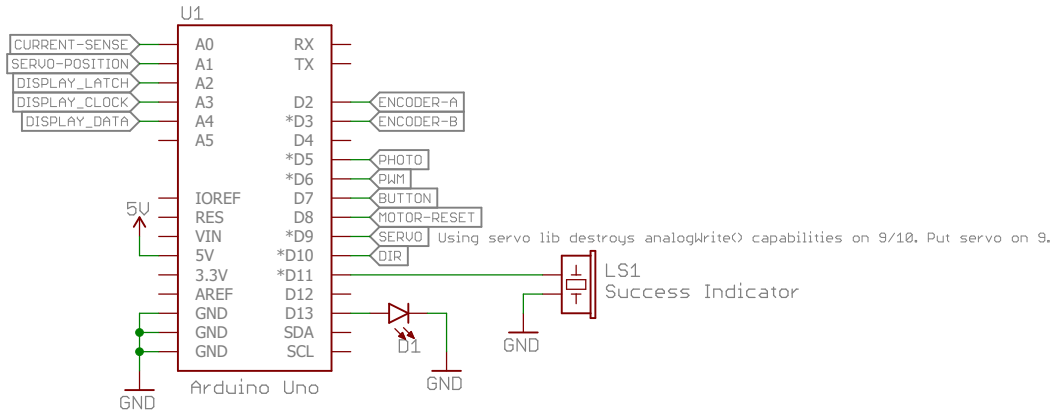 U1
CURRENT-SENSE A0 RX
SERVO-POSITION A1 TX
DISPLAY_LATCH A2
DISPLAY_CLOCK A3 D2 ENCODER-A
DISPLAY_DATA A4 *D3 ENCODER-B
A5 D4
*D5 PHOTO
*D6 PWM
IOREF D7 BUTTON
5V RES D8 MOTOR-RESET
VIN *D9 SERVO Using servo lib destroys analogWrite() capabilities on 9/10. Put servo on 9.
5V *D10 DIR
3.3V *D11 LS1
AREF D12 Success Indicator
GND D13
GND SDA
GND SCL D1 GND
Arduino Uno GND
GND